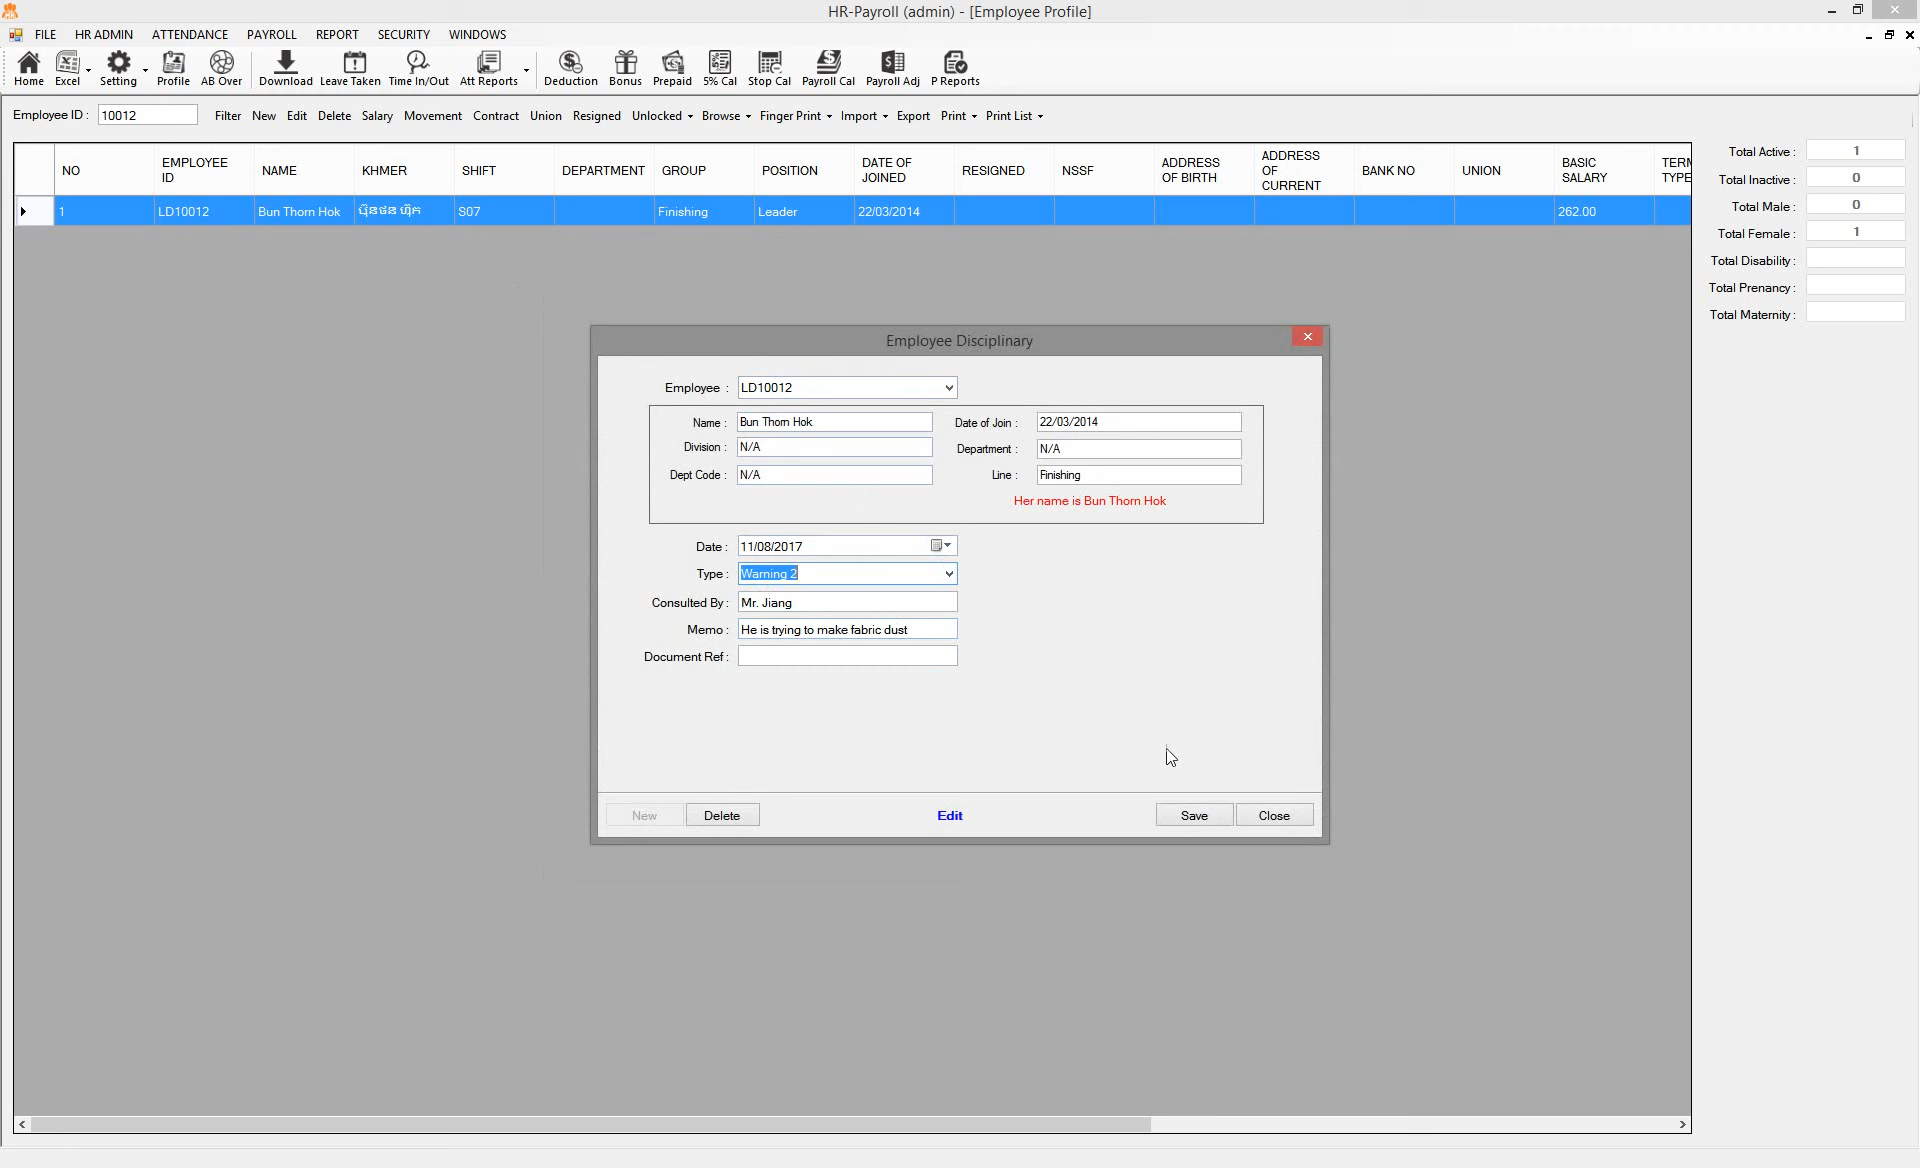 HR-Payroll (admin) - [Employee Profile]
FILE HR ADMIN ATTENDANCE PAYROLL REPORT SECURITY WINDOWS
Home Excel Setting Profile AB Over Download Leave Taken Time In/Out Att Reports Deduction Bonus Prepaid 5% Cal Stop Cal Payroll Cal Payroll Adj P Reports
Employee ID : 10012 Filter New Edit Delete Salary Movement Contract Union Resigned Unlocked Browse Finger Print Import Export Print Print List
NO EMPLOYEE ID NAME KHMER SHIFT DEPARTMENT GROUP POSITION DATE OF JOINED RESIGNED NSSF ADDRESS OF BIRTH ADDRESS OF CURRENT BANK NO UNION BASIC SALARY TERM TYPE
1 LD10012 Bun Thorn Hok ប៊ុនថន ហ៊ុក S07 Finishing Leader 22/03/2014 262.00
Total Active : 1
Total Inactive : 0
Total Male : 0
Total Female : 1
Total Disability :
Total Prenancy :
Total Maternity :
Employee Disciplinary
Employee : LD10012
Name : Bun Thorn Hok Date of Join : 22/03/2014
Division : N/A Department : N/A
Dept Code : N/A Line : Finishing
Her name is Bun Thorn Hok
Date : 11/08/2017
Type : Warning 2
Consulted By : Mr. Jiang
Memo : He is trying to make fabric dust
Document Ref :
New Delete Edit Save Close